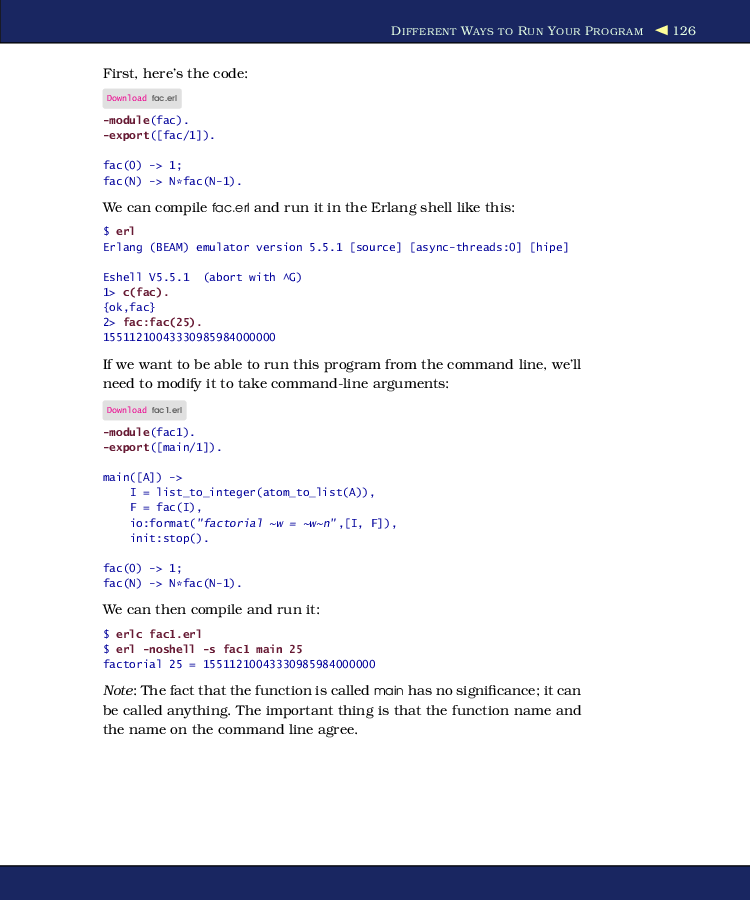 DIFFERENT WAYS TO RUN YOUR PROGRAM ◀ 126
First, here's the code:
Download fac.erl
-module(fac).
-export([fac/1]).
fac(0) -> 1;
fac(N) -> N*fac(N-1).
We can compile fac.erl and run it in the Erlang shell like this:
$ erl
Erlang (BEAM) emulator version 5.5.1 [source] [async-threads:0] [hipe]
Eshell V5.5.1  (abort with ^G)
1> c(fac).
{ok,fac}
2> fac:fac(25).
15511210043330985984000000
If we want to be able to run this program from the command line, we'll
need to modify it to take command-line arguments:
Download fac1.erl
-module(fac1).
-export([main/1]).
main([A]) ->
    I = list_to_integer(atom_to_list(A)),
    F = fac(I),
    io:format("factorial ~w = ~w~n",[I, F]),
    init:stop().
fac(0) -> 1;
fac(N) -> N*fac(N-1).
We can then compile and run it:
$ erlc fac1.erl
$ erl -noshell -s fac1 main 25
factorial 25 = 15511210043330985984000000
Note: The fact that the function is called main has no significance; it can
be called anything. The important thing is that the function name and
the name on the command line agree.